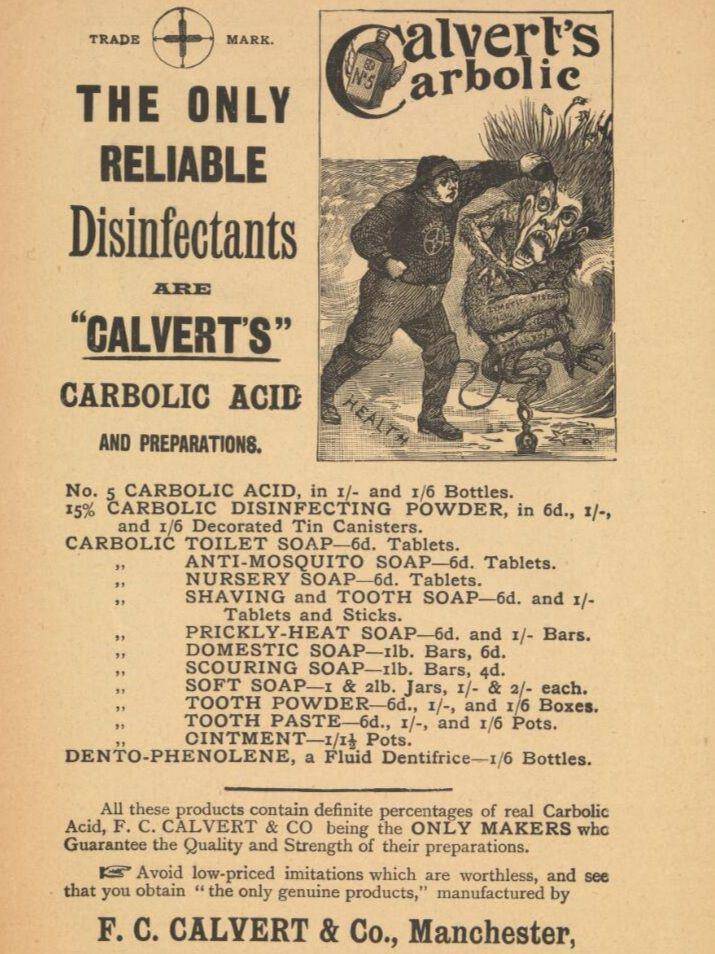 TRADE MARK.
THE ONLY
RELIABLE
Disinfectants
ARE
"CALVERT'S"
CARBOLIC ACID
AND PREPARATIONS.
Calvert's
Carbolic
No 5
HEALTH
No. 5 CARBOLIC ACID, in 1/- and 1/6 Bottles.
15% CARBOLIC DISINFECTING POWDER, in 6d., 1/-,
and 1/6 Decorated Tin Canisters.
CARBOLIC TOILET SOAP—6d. Tablets.
„ ANTI-MOSQUITO SOAP—6d. Tablets.
„ NURSERY SOAP—6d. Tablets.
„ SHAVING and TOOTH SOAP—6d. and 1/-
Tablets and Sticks.
„ PRICKLY-HEAT SOAP—6d. and 1/- Bars.
„ DOMESTIC SOAP—1lb. Bars, 6d.
„ SCOURING SOAP—1lb. Bars, 4d.
„ SOFT SOAP—1 & 2lb. Jars, 1/- & 2/- each.
„ TOOTH POWDER—6d., 1/-, and 1/6 Boxes.
„ TOOTH PASTE—6d., 1/-, and 1/6 Pots.
„ OINTMENT—1/1½ Pots.
DENTO-PHENOLENE, a Fluid Dentifrice—1/6 Bottles.
All these products contain definite percentages of real Carbolic
Acid, F. C. CALVERT & CO being the ONLY MAKERS who
Guarantee the Quality and Strength of their preparations.
☞ Avoid low-priced imitations which are worthless, and see
that you obtain "the only genuine products," manufactured by
F. C. CALVERT & Co., Manchester,